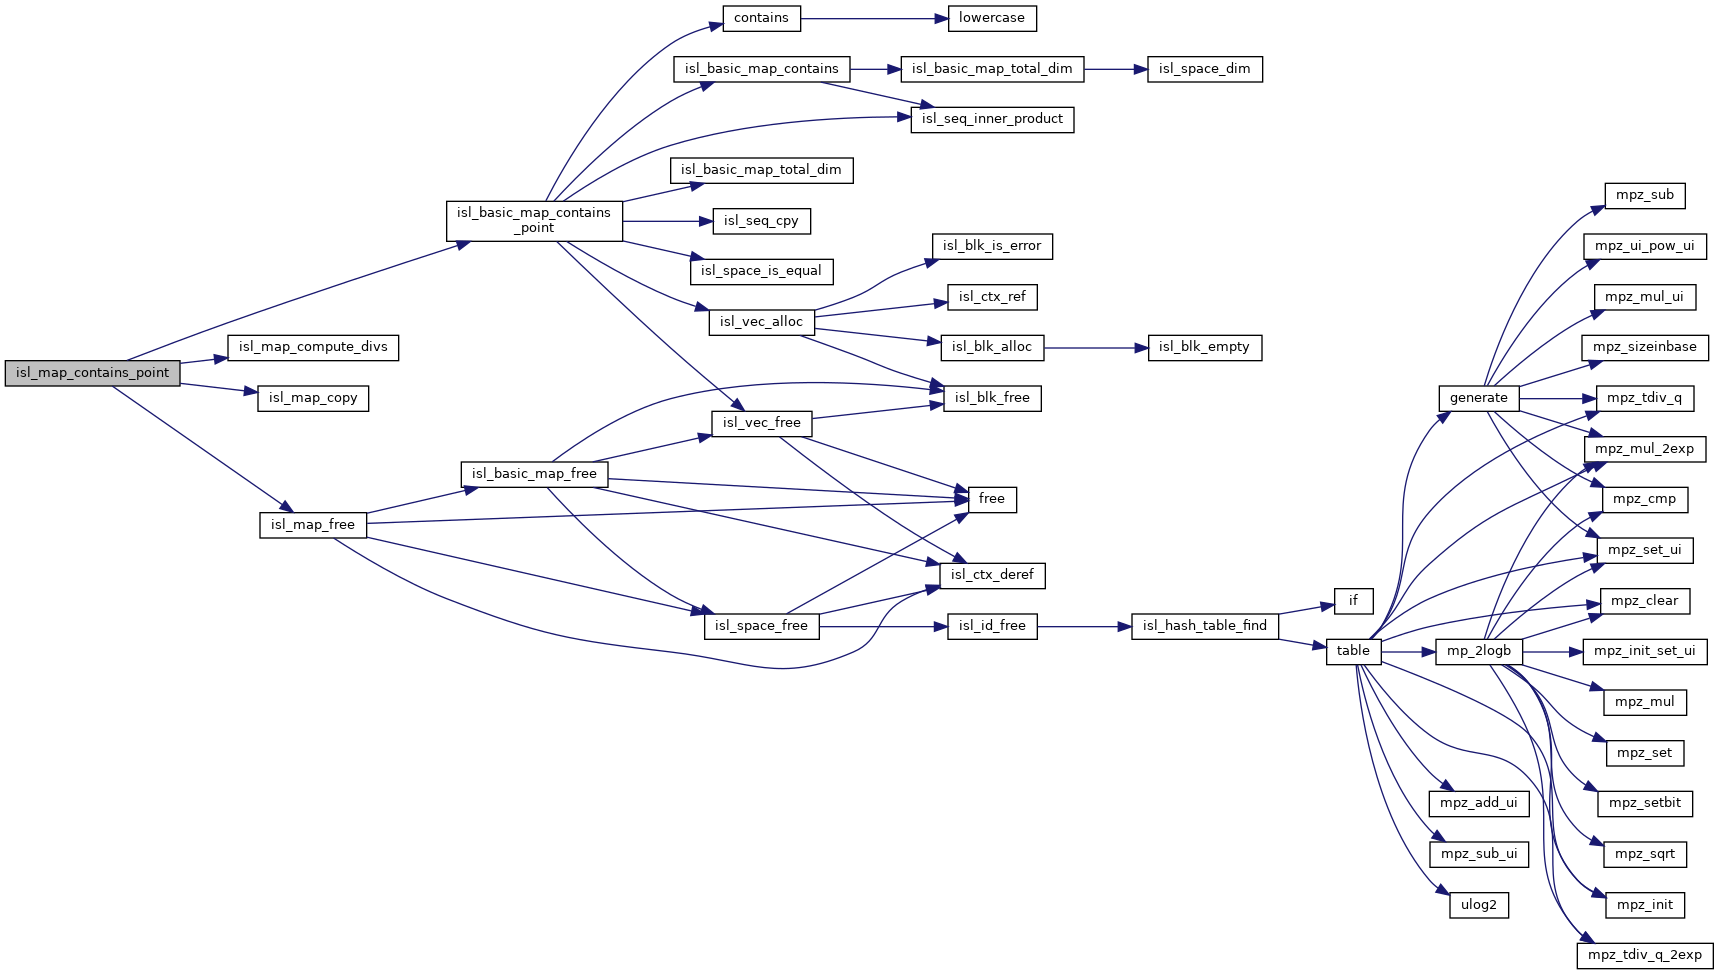 contains
lowercase
isl_basic_map_contains
isl_basic_map_total_dim
isl_space_dim
isl_seq_inner_product
isl_basic_map_total_dim
mpz_sub
isl_basic_map_contains
_point
isl_seq_cpy
isl_blk_is_error
mpz_ui_pow_ui
isl_space_is_equal
isl_ctx_ref
mpz_mul_ui
isl_vec_alloc
isl_map_compute_divs
isl_blk_alloc
isl_blk_empty
mpz_sizeinbase
isl_map_contains_point
isl_map_copy
isl_blk_free
generate
mpz_tdiv_q
isl_vec_free
mpz_mul_2exp
isl_basic_map_free
free
mpz_cmp
isl_map_free
mpz_set_ui
isl_ctx_deref
if
mpz_clear
isl_space_free
isl_id_free
isl_hash_table_find
table
mp_2logb
mpz_init_set_ui
mpz_mul
mpz_set
mpz_add_ui
mpz_setbit
mpz_sub_ui
mpz_sqrt
ulog2
mpz_init
mpz_tdiv_q_2exp